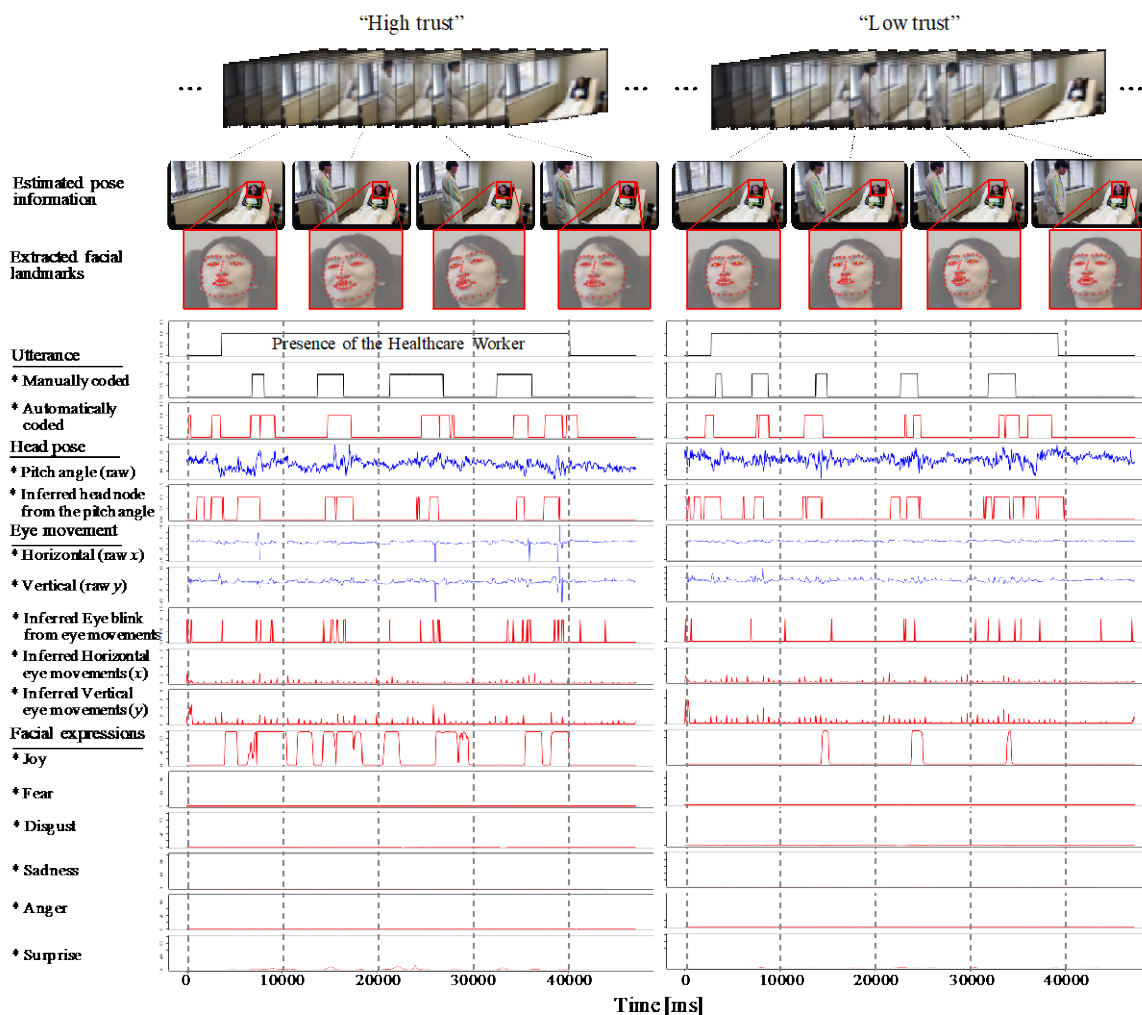 “High trust”
“Low trust”
...
...
...
...
Estimated pose
information
Extracted facial
landmarks
Utterance
Presence of the Healthcare Worker
* Manually coded
* Automatically
coded
Head pose
* Pitch angle (raw)
* Inferred head node
from the pitch angle
Eye movement
* Horizontal (raw x)
* Vertical (raw y)
* Inferred Eye blink
from eye movements
* Inferred Horizontal
eye movements (x)
* Inferred Vertical
eye movements (y)
Facial expressions
* Joy
* Fear
* Disgust
* Sadness
* Anger
* Surprise
0 10000 20000 30000 40000
0 10000 20000 30000 40000
Time [ms]